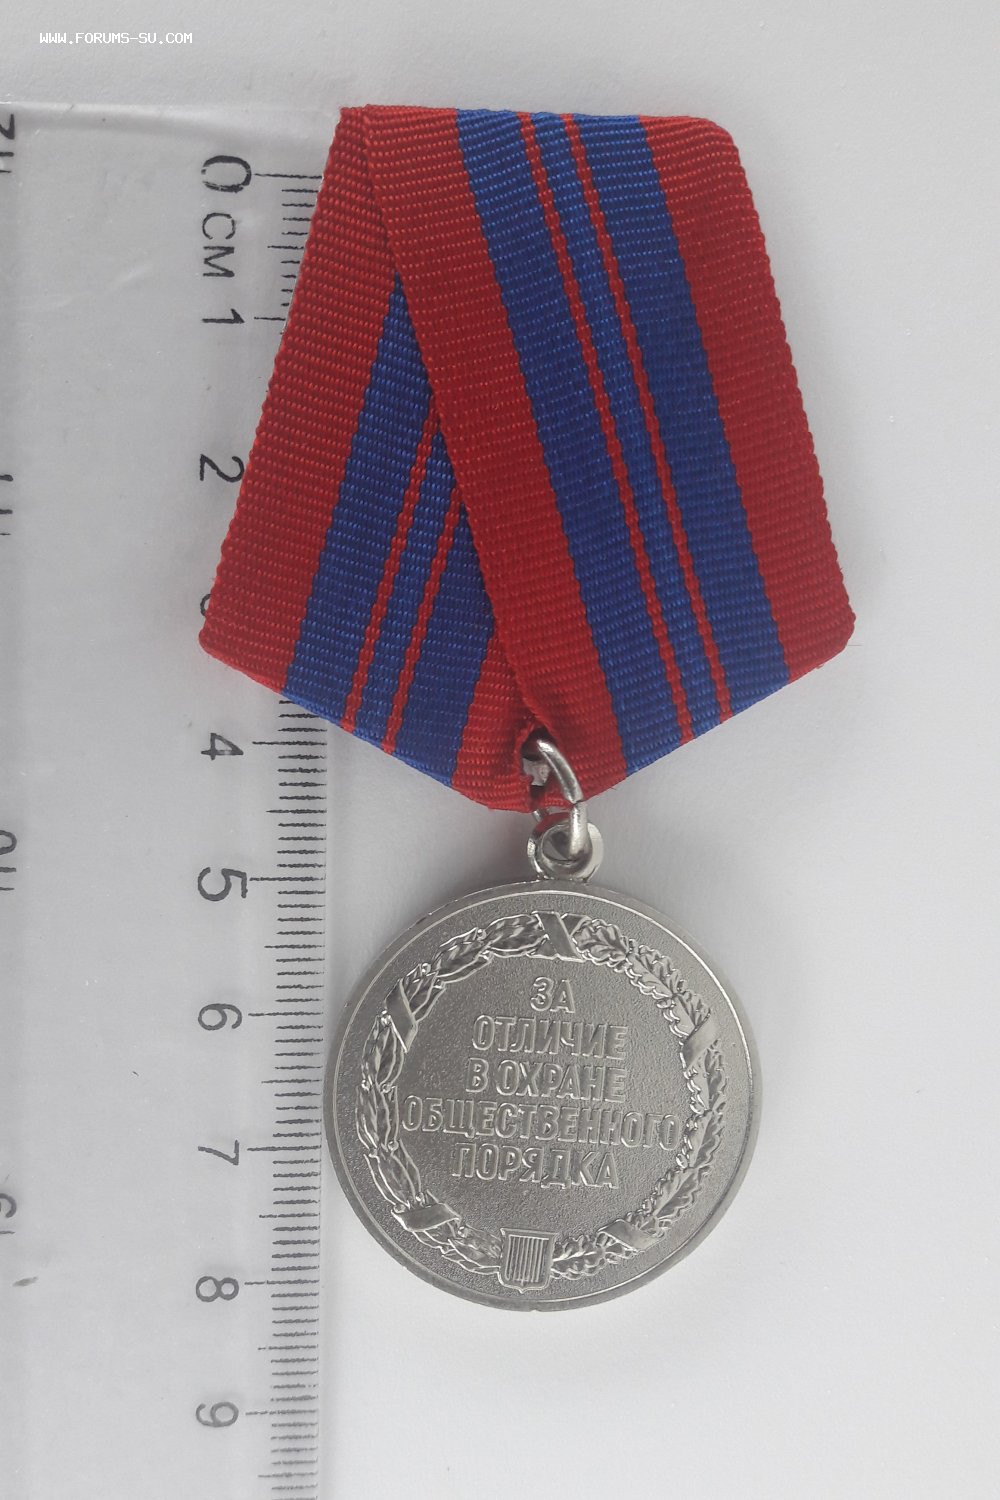 WWW.FORUMS-SU.COM
0 СМ 1
2
4
5
6
7
8
9
ЗА
ОТЛИЧИЕ
В ОХРАНЕ
ОБЩЕСТВЕННОГО
ПОРЯДКА